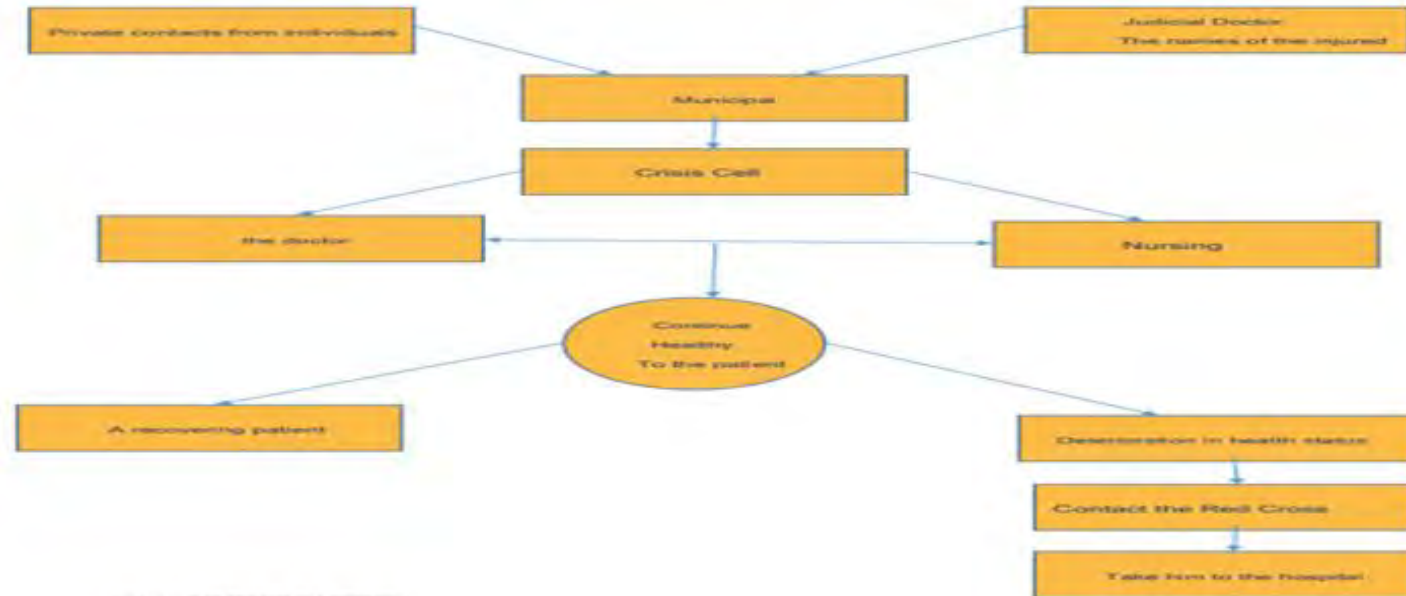 Private contacts from individuals
Judicial Doctor
The names of the injured
Municipal
Crisis Cell
the doctor
Nursing
Continue
Healthy
To the patient
A recovering patient
Deterioration in health status
Contact the Red Cross
Take him to the hospital